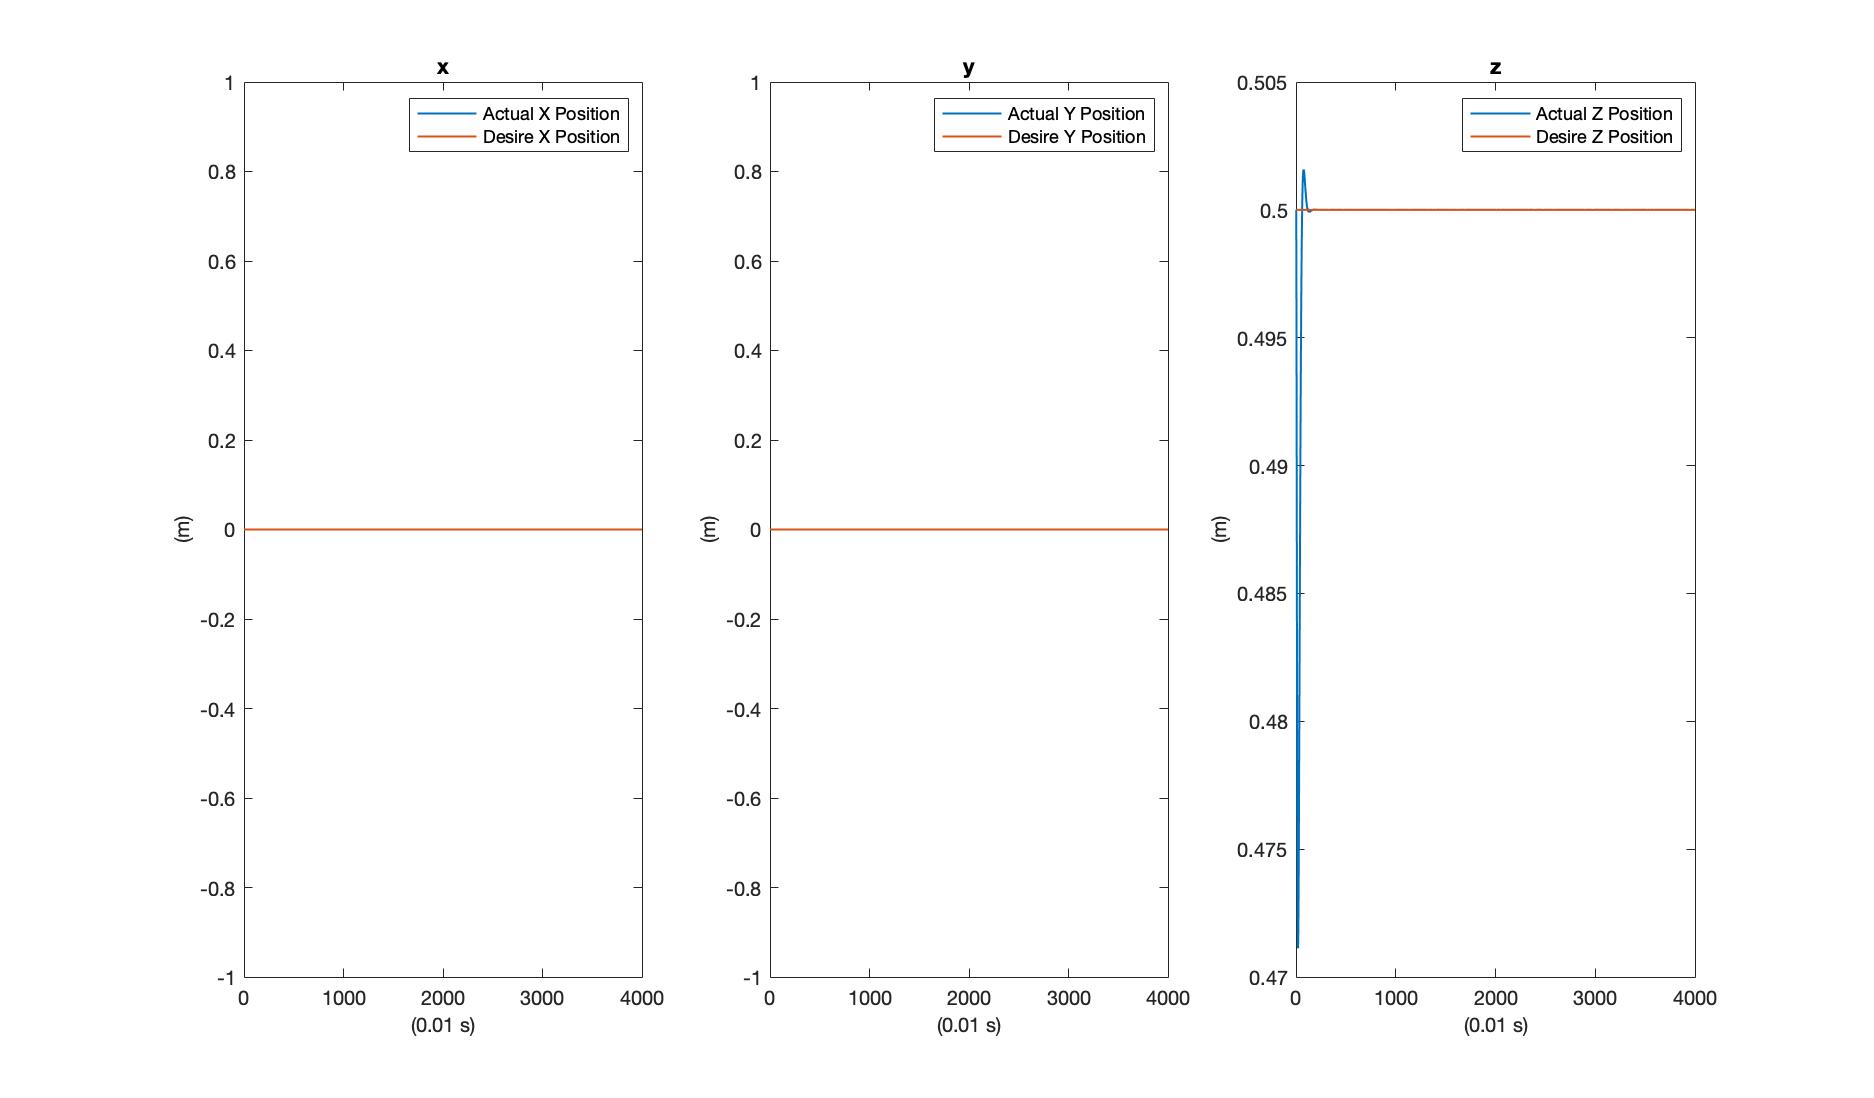 x
1
0.8
0.6
0.4
0.2
0
-0.2
-0.4
-0.6
-0.8
-1
(m)
0 1000 2000 3000 4000
(0.01 s)
Actual X Position
Desire X Position
y
1
0.8
0.6
0.4
0.2
0
-0.2
-0.4
-0.6
-0.8
-1
(m)
0 1000 2000 3000 4000
(0.01 s)
Actual Y Position
Desire Y Position
z
0.505
0.5
0.495
0.49
0.485
0.48
0.475
0.47
(m)
0 1000 2000 3000 4000
(0.01 s)
Actual Z Position
Desire Z Position